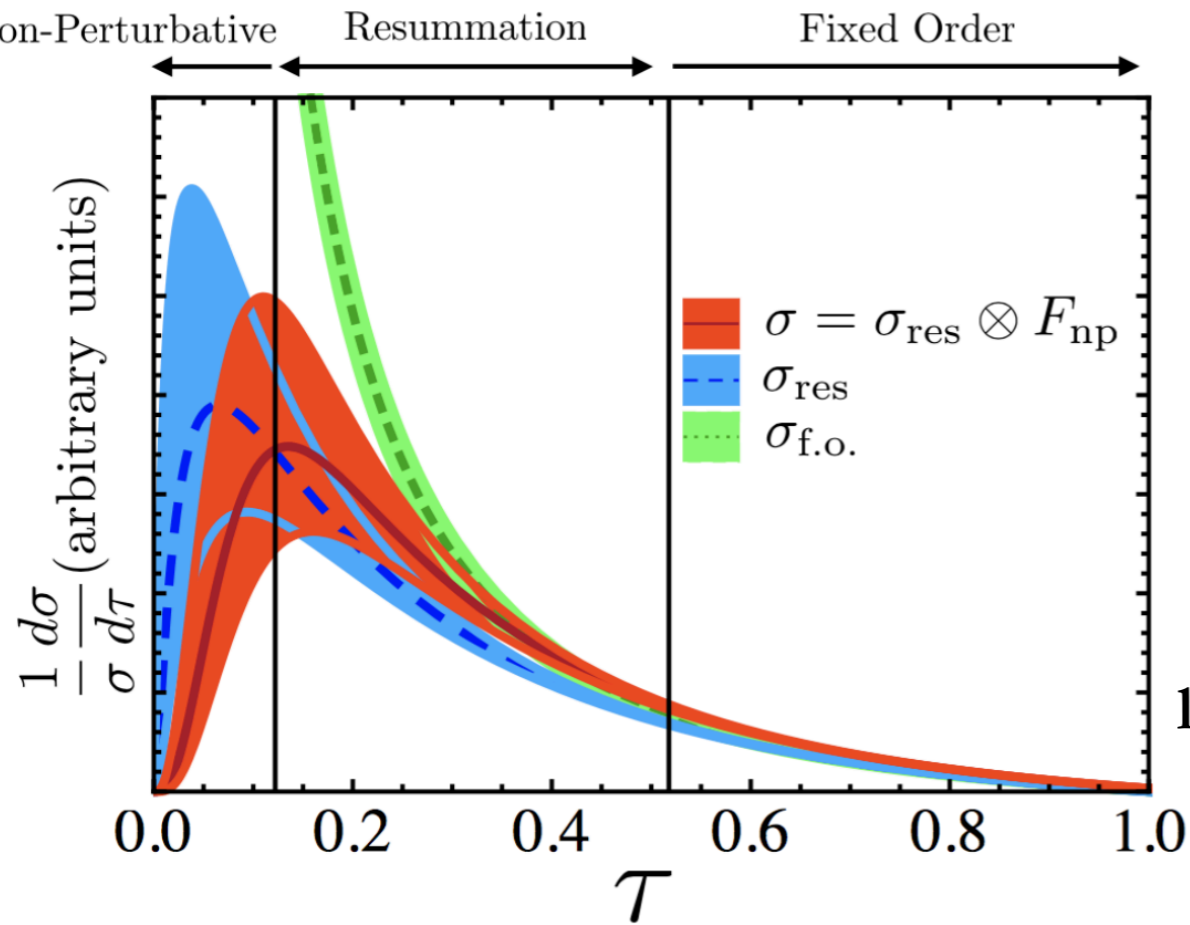 on-Perturbative Resummation Fixed Order
1/σ dσ/dτ (arbitrary units)
σ = σ_res ⊗ F_np
σ_res
σ_f.o.
1
0.0 0.2 0.4 0.6 0.8 1.0
τ